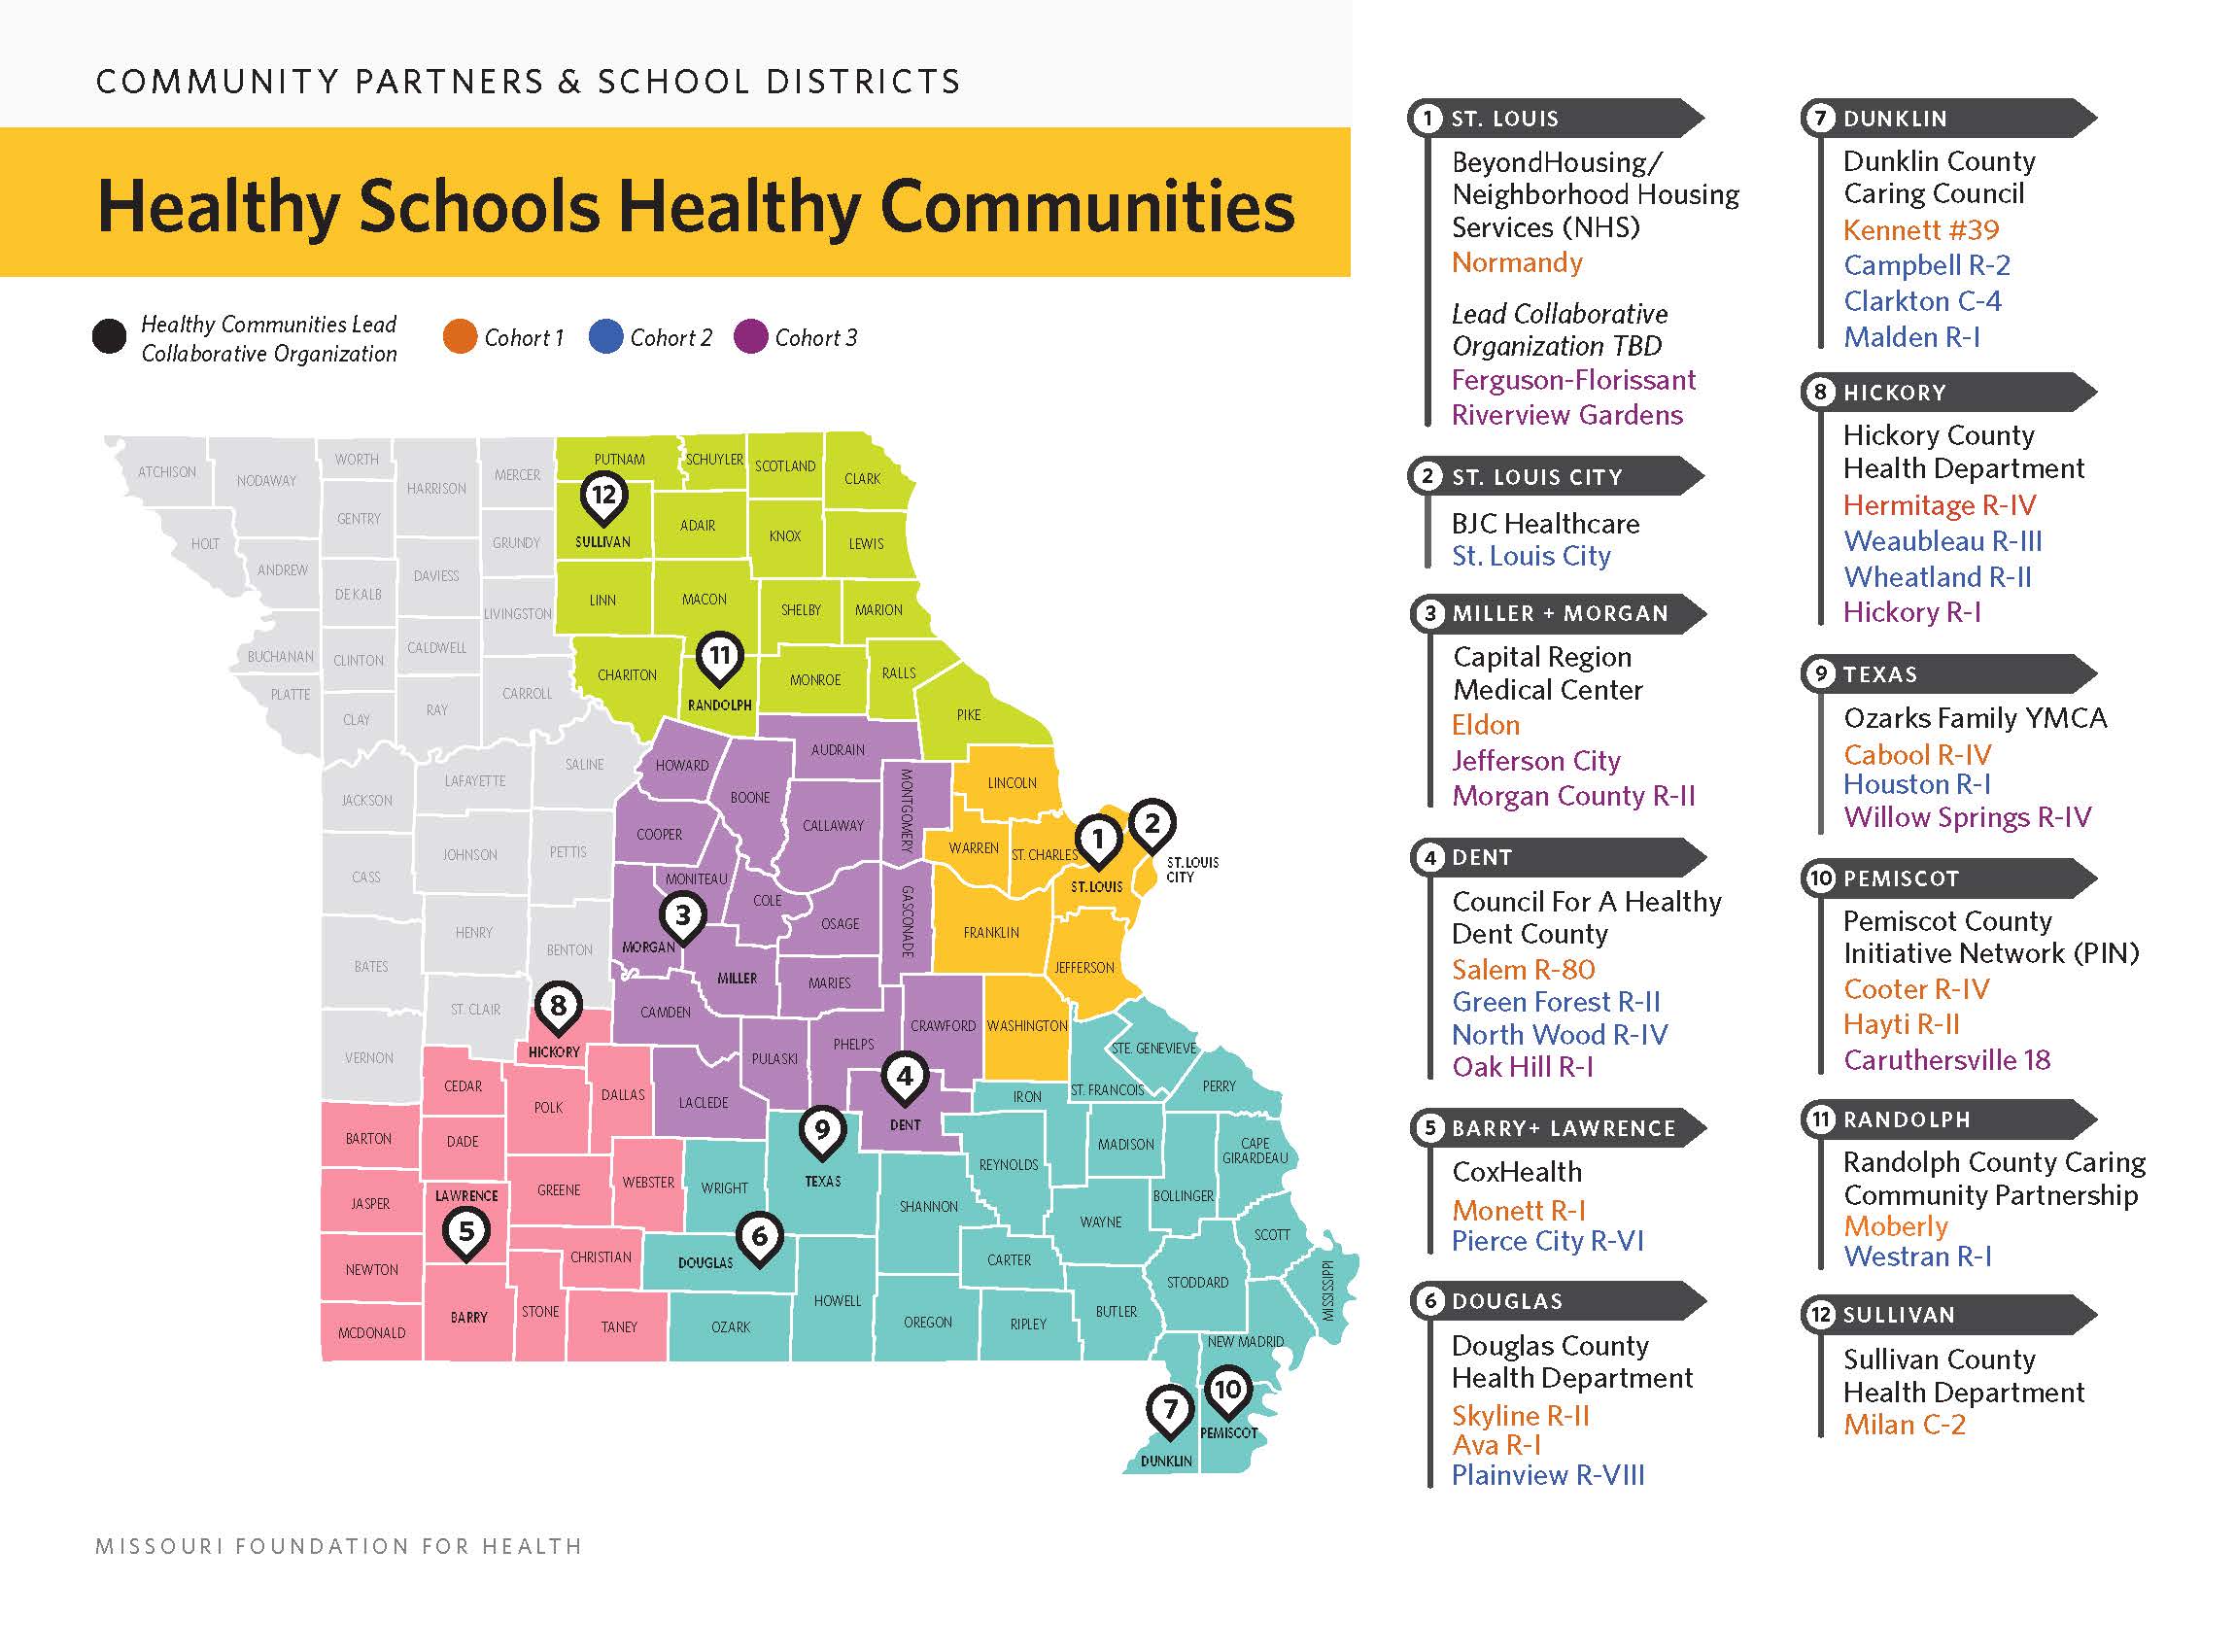 COMMUNITY PARTNERS & SCHOOL DISTRICTS
Healthy Schools Healthy Communities
Healthy Communities Lead
Collaborative Organization
Cohort 1
Cohort 2
Cohort 3
ATCHISON
NODAWAY
WORTH
HARRISON
MERCER
PUTNAM
SCHUYLER
SCOTLAND
CLARK
HOLT
GENTRY
GRUNDY
12
SULLIVAN
ADAIR
KNOX
LEWIS
ANDREW
DEKALB
DAVIESS
LIVINGSTON
LINN
MACON
SHELBY
MARION
BUCHANAN
CLINTON
CALDWELL
CHARITON
11
RANDOLPH
MONROE
RALLS
PLATTE
CLAY
RAY
CARROLL
PIKE
JACKSON
LAFAYETTE
SALINE
HOWARD
BOONE
AUDRAIN
MONTGOMERY
LINCOLN
COOPER
CALLAWAY
WARREN
ST. CHARLES
1
ST. LOUIS
2
ST. LOUIS
CITY
CASS
JOHNSON
PETTIS
MONITEAU
COLE
OSAGE
GASCONADE
FRANKLIN
JEFFERSON
3
MORGAN
MILLER
MARIES
BATES
HENRY
BENTON
ST. CLAIR
8
HICKORY
CAMDEN
PULASKI
PHELPS
CRAWFORD
WASHINGTON
STE. GENEVIEVE
VERNON
CEDAR
POLK
DALLAS
LACLEDE
4
DENT
IRON
ST. FRANCOIS
PERRY
BARTON
DADE
9
TEXAS
REYNOLDS
MADISON
CAPE
GIRARDEAU
JASPER
LAWRENCE
5
GREENE
WEBSTER
WRIGHT
SHANNON
WAYNE
BOLLINGER
SCOTT
NEWTON
CHRISTIAN
DOUGLAS
6
CARTER
STODDARD
MISSISSIPPI
MCDONALD
BARRY
STONE
TANEY
OZARK
HOWELL
OREGON
RIPLEY
BUTLER
NEW MADRID
7
DUNKLIN
10
PEMISCOT
MISSOURI FOUNDATION FOR HEALTH
1 ST. LOUIS
BeyondHousing/
Neighborhood Housing
Services (NHS)
Normandy
Lead Collaborative
Organization TBD
Ferguson-Florissant
Riverview Gardens
2 ST. LOUIS CITY
BJC Healthcare
St. Louis City
3 MILLER + MORGAN
Capital Region
Medical Center
Eldon
Jefferson City
Morgan County R-II
4 DENT
Council For A Healthy
Dent County
Salem R-80
Green Forest R-II
North Wood R-IV
Oak Hill R-I
5 BARRY+ LAWRENCE
CoxHealth
Monett R-I
Pierce City R-VI
6 DOUGLAS
Douglas County
Health Department
Skyline R-II
Ava R-I
Plainview R-VIII
7 DUNKLIN
Dunklin County
Caring Council
Kennett #39
Campbell R-2
Clarkton C-4
Malden R-I
8 HICKORY
Hickory County
Health Department
Hermitage R-IV
Weaubleau R-III
Wheatland R-II
Hickory R-I
9 TEXAS
Ozarks Family YMCA
Cabool R-IV
Houston R-I
Willow Springs R-IV
10 PEMISCOT
Pemiscot County
Initiative Network (PIN)
Cooter R-IV
Hayti R-II
Caruthersville 18
11 RANDOLPH
Randolph County Caring
Community Partnership
Moberly
Westran R-I
12 SULLIVAN
Sullivan County
Health Department
Milan C-2